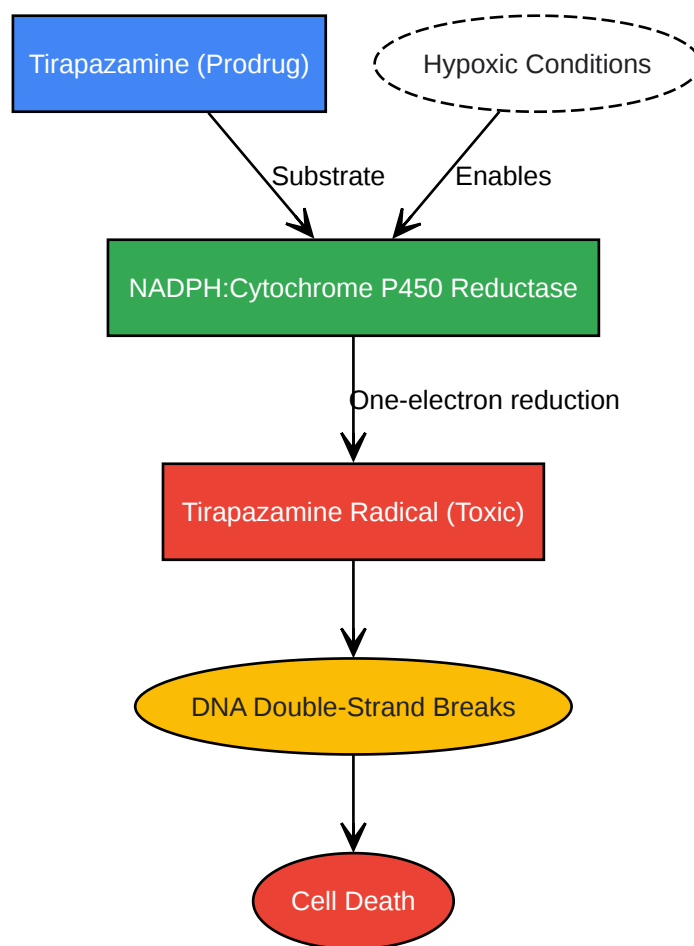 Tirapazamine (Prodrug)
Hypoxic Conditions
Substrate
Enables
NADPH:Cytochrome P450 Reductase
One-electron reduction
Tirapazamine Radical (Toxic)
DNA Double-Strand Breaks
Cell Death